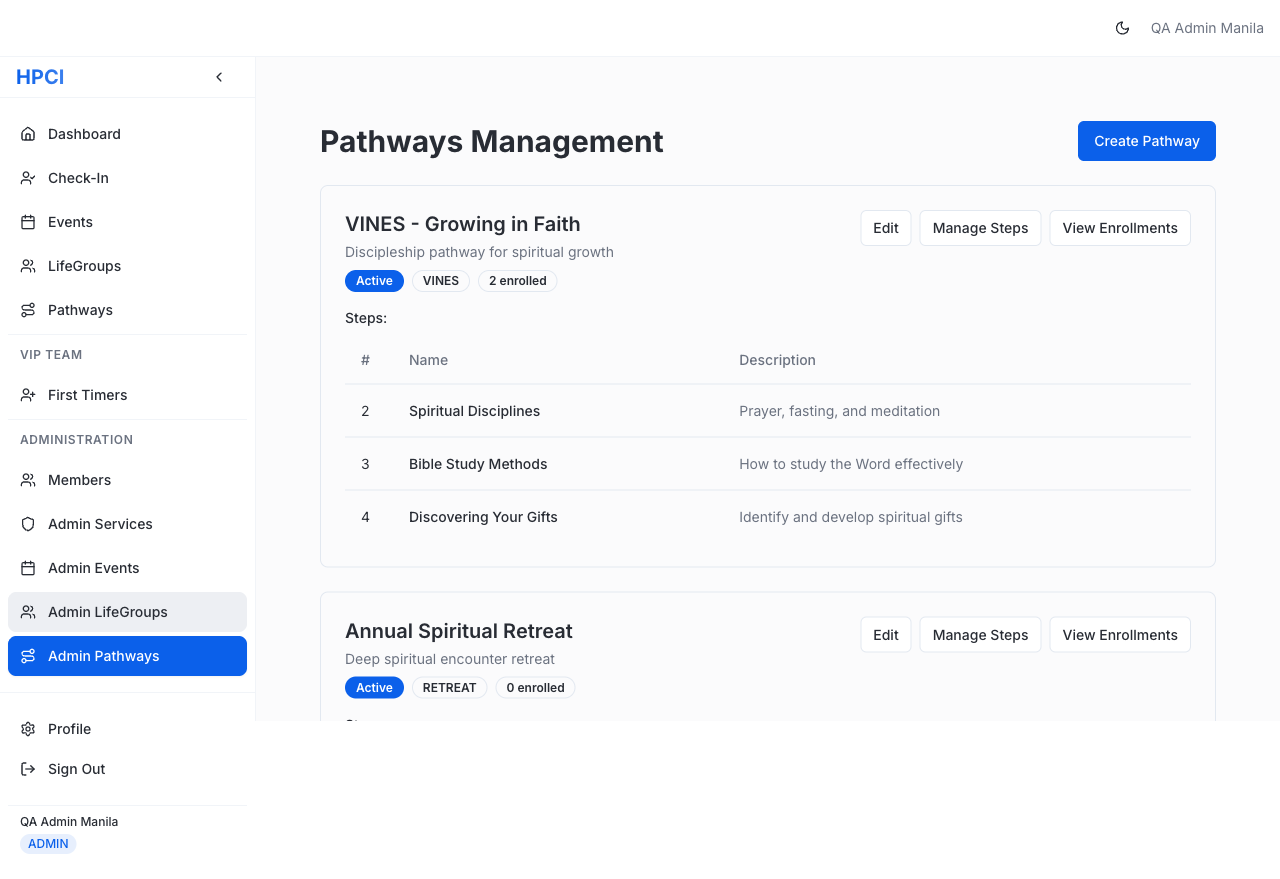 QA Admin Manila
HPCI
Dashboard
Check-In
Events
LifeGroups
Pathways
VIP TEAM
First Timers
ADMINISTRATION
Members
Admin Services
Admin Events
Admin LifeGroups
Admin Pathways
Profile
Sign Out
QA Admin Manila
ADMIN
Pathways Management
Create Pathway
VINES - Growing in Faith
Edit Manage Steps View Enrollments
Discipleship pathway for spiritual growth
Active VINES 2 enrolled
Steps:
# Name Description
2 Spiritual Disciplines Prayer, fasting, and meditation
3 Bible Study Methods How to study the Word effectively
4 Discovering Your Gifts Identify and develop spiritual gifts
Annual Spiritual Retreat
Edit Manage Steps View Enrollments
Deep spiritual encounter retreat
Active RETREAT 0 enrolled